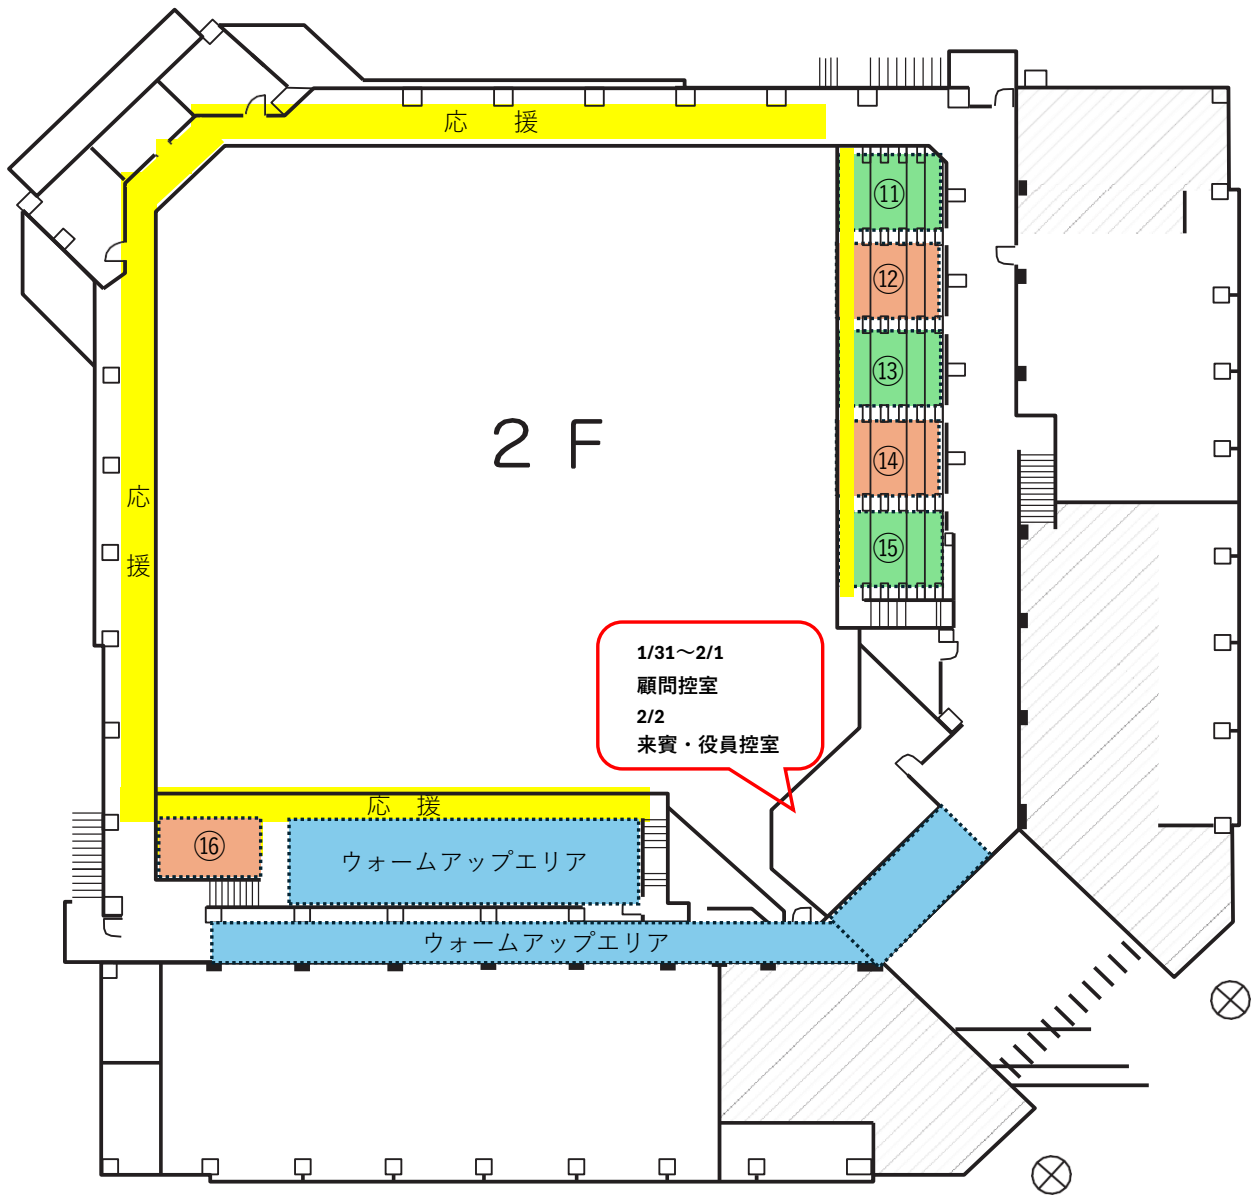 応　援
⑪
⑫
⑬
２Ｆ
⑭
応
援
⑮
1/31～2/1
顧問控室
2/2
来賓・役員控室
応　援
⑯
ウォームアップエリア
ウォームアップエリア